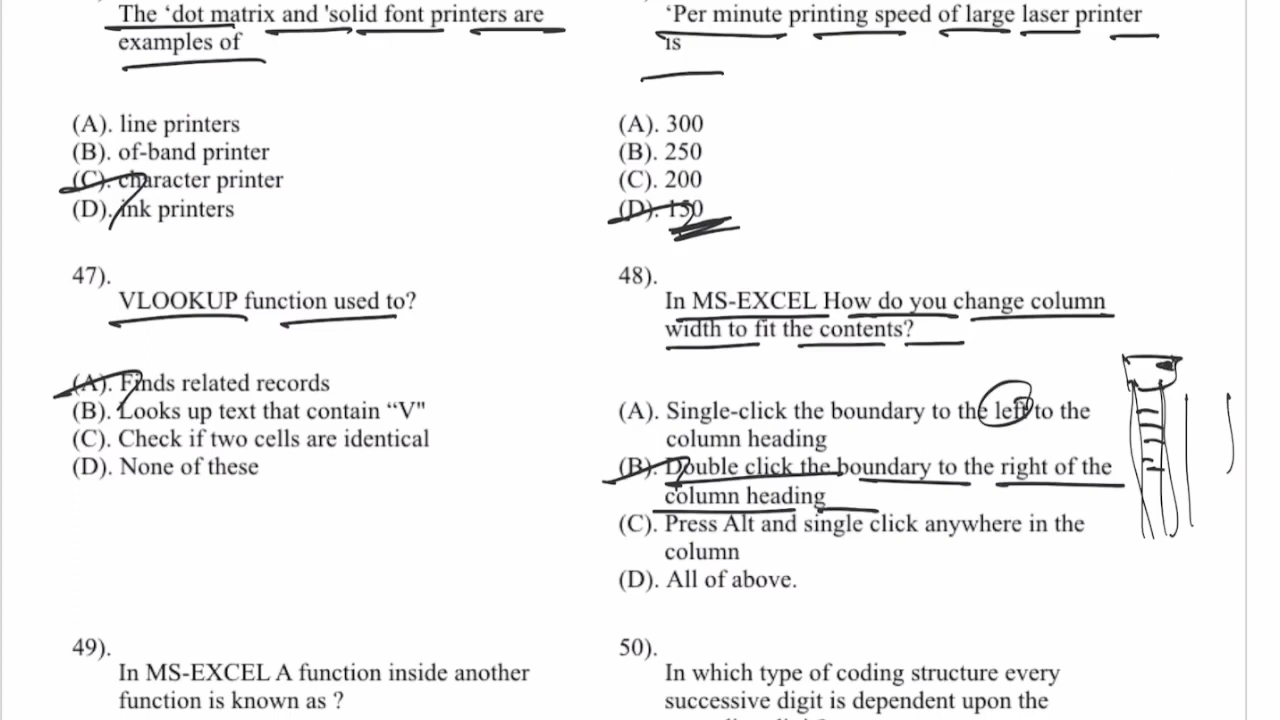 The ‘dot matrix and 'solid font printers are
examples of
(A). line printers
(B). of-band printer
(C). character printer
(D). ink printers
‘Per minute printing speed of large laser printer
is
(A). 300
(B). 250
(C). 200
(D). 150
47).
VLOOKUP function used to?
(A). Finds related records
(B). Looks up text that contain “V"
(C). Check if two cells are identical
(D). None of these
48).
In MS-EXCEL How do you change column
width to fit the contents?
(A). Single-click the boundary to the left to the
column heading
(B). Double click the boundary to the right of the
column heading
(C). Press Alt and single click anywhere in the
column
(D). All of above.
49).
In MS-EXCEL A function inside another
function is known as ?
50).
In which type of coding structure every
successive digit is dependent upon the